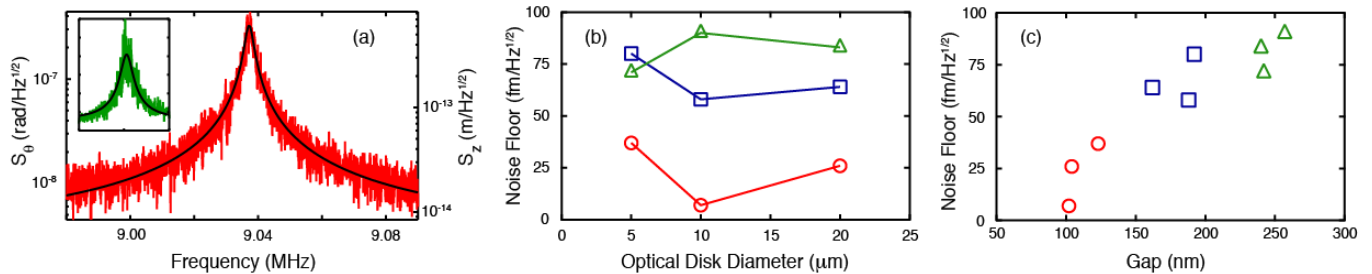 (a)
S_θ (rad/Hz^1/2)
10^-7
10^-8
S_z (m/Hz^1/2)
10^-13
10^-14
9.00 9.04 9.08
Frequency (MHz)
(b)
Noise Floor (fm/Hz^1/2)
100
75
50
25
0
0 5 10 15 20 25
Optical Disk Diameter (μm)
(c)
Noise Floor (fm/Hz^1/2)
100
75
50
25
0
50 100 150 200 250 300
Gap (nm)